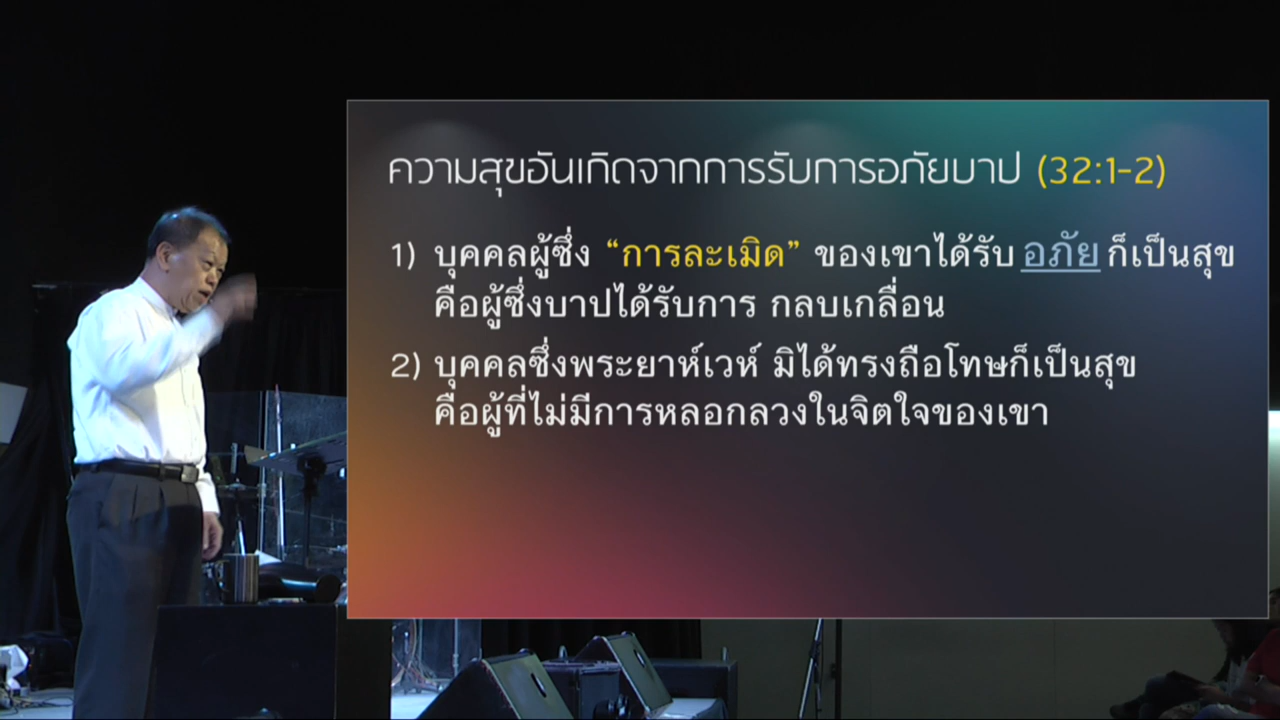 ความสุขอันเกิดจากการรับการอภัยบาป (32:1-2)
1) บุคคลผู้ซึ่ง “การละเมิด” ของเขาได้รับ อภัย ก็เป็นสุข
คือผู้ซึ่งบาปได้รับการ กลบเกลื่อน
2) บุคคลซึ่งพระยาห์เวห์ มิได้ทรงถือโทษก็เป็นสุข
คือผู้ที่ไม่มีการหลอกลวงในจิตใจของเขา